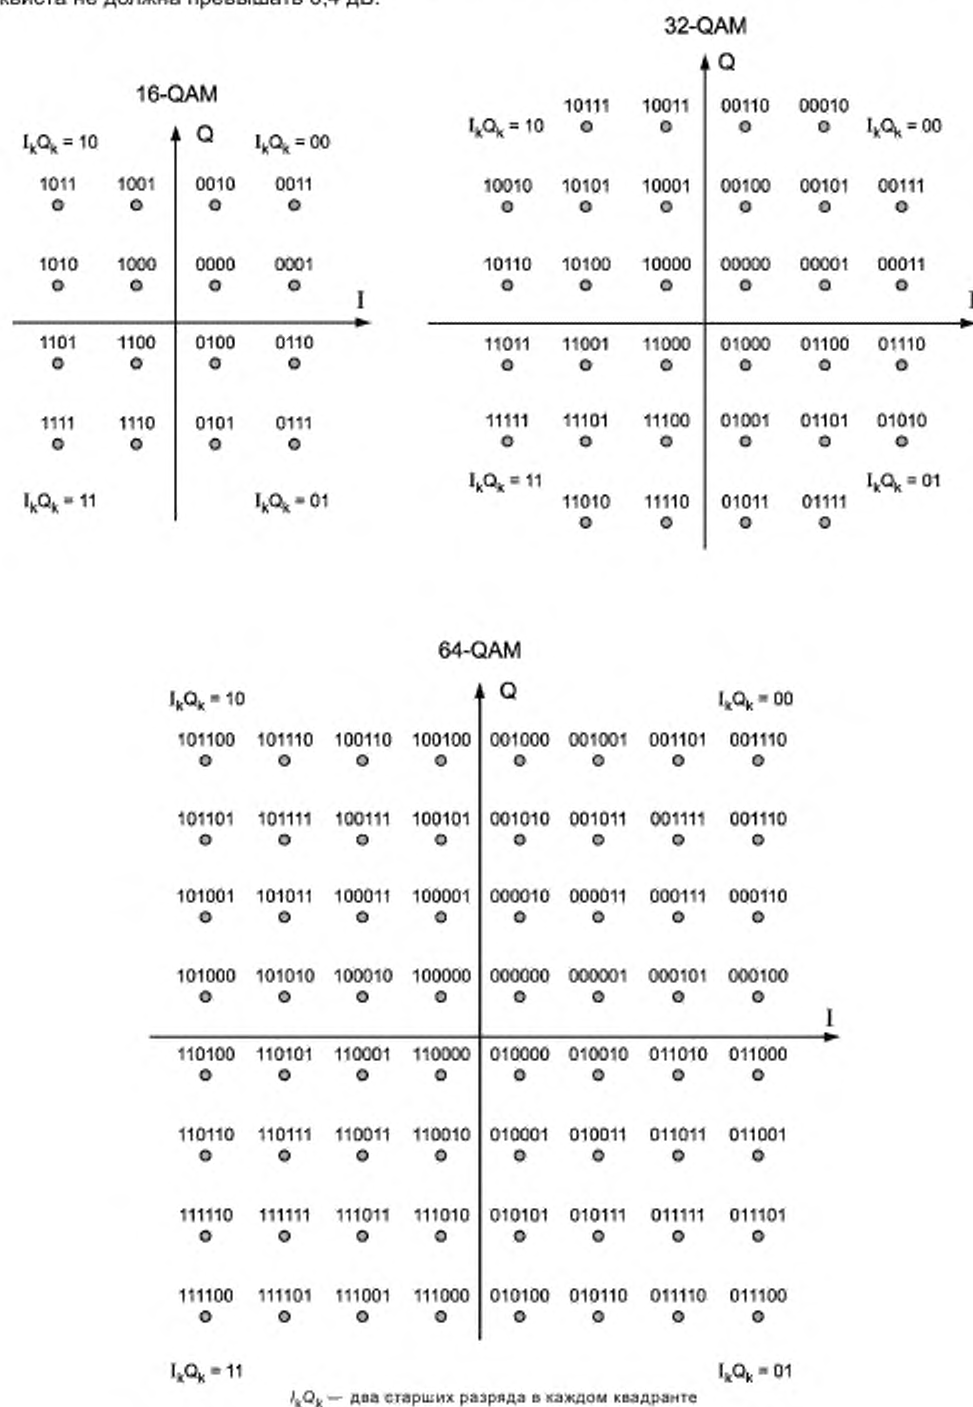 не должна превышать 0,4 дБ.
16-QAM
Q
I_kQ_k = 10
I_kQ_k = 00
1011 1001 0010 0011
1010 1000 0000 0001
I
1101 1100 0100 0110
1111 1110 0101 0111
I_kQ_k = 11
I_kQ_k = 01
32-QAM
Q
10111 10011 00110 00010
I_kQ_k = 10
I_kQ_k = 00
10010 10101 10001 00100 00101 00111
10110 10100 10000 00000 00001 00011
I
11011 11001 11000 01000 01100 01110
11111 11101 11100 01001 01101 01010
I_kQ_k = 11
I_kQ_k = 01
11010 11110 01011 01111
64-QAM
Q
I_kQ_k = 10
I_kQ_k = 00
101100 101110 100110 100100 001000 001001 001101 001110
101101 101111 100111 100101 001010 001011 001111 001110
101001 101011 100011 100001 000010 000011 000111 000110
101000 101010 100010 100000 000000 000001 000101 000100
I
110100 110101 110001 110000 010000 010010 011010 011000
110110 110111 110011 110010 010001 010011 011011 011001
111110 111111 111011 111010 010101 010111 011111 011101
111100 111101 111001 111000 010100 010110 011110 011100
I_kQ_k = 11
I_kQ_k = 01
I_kQ_k — два старших разряда в каждом квадранте